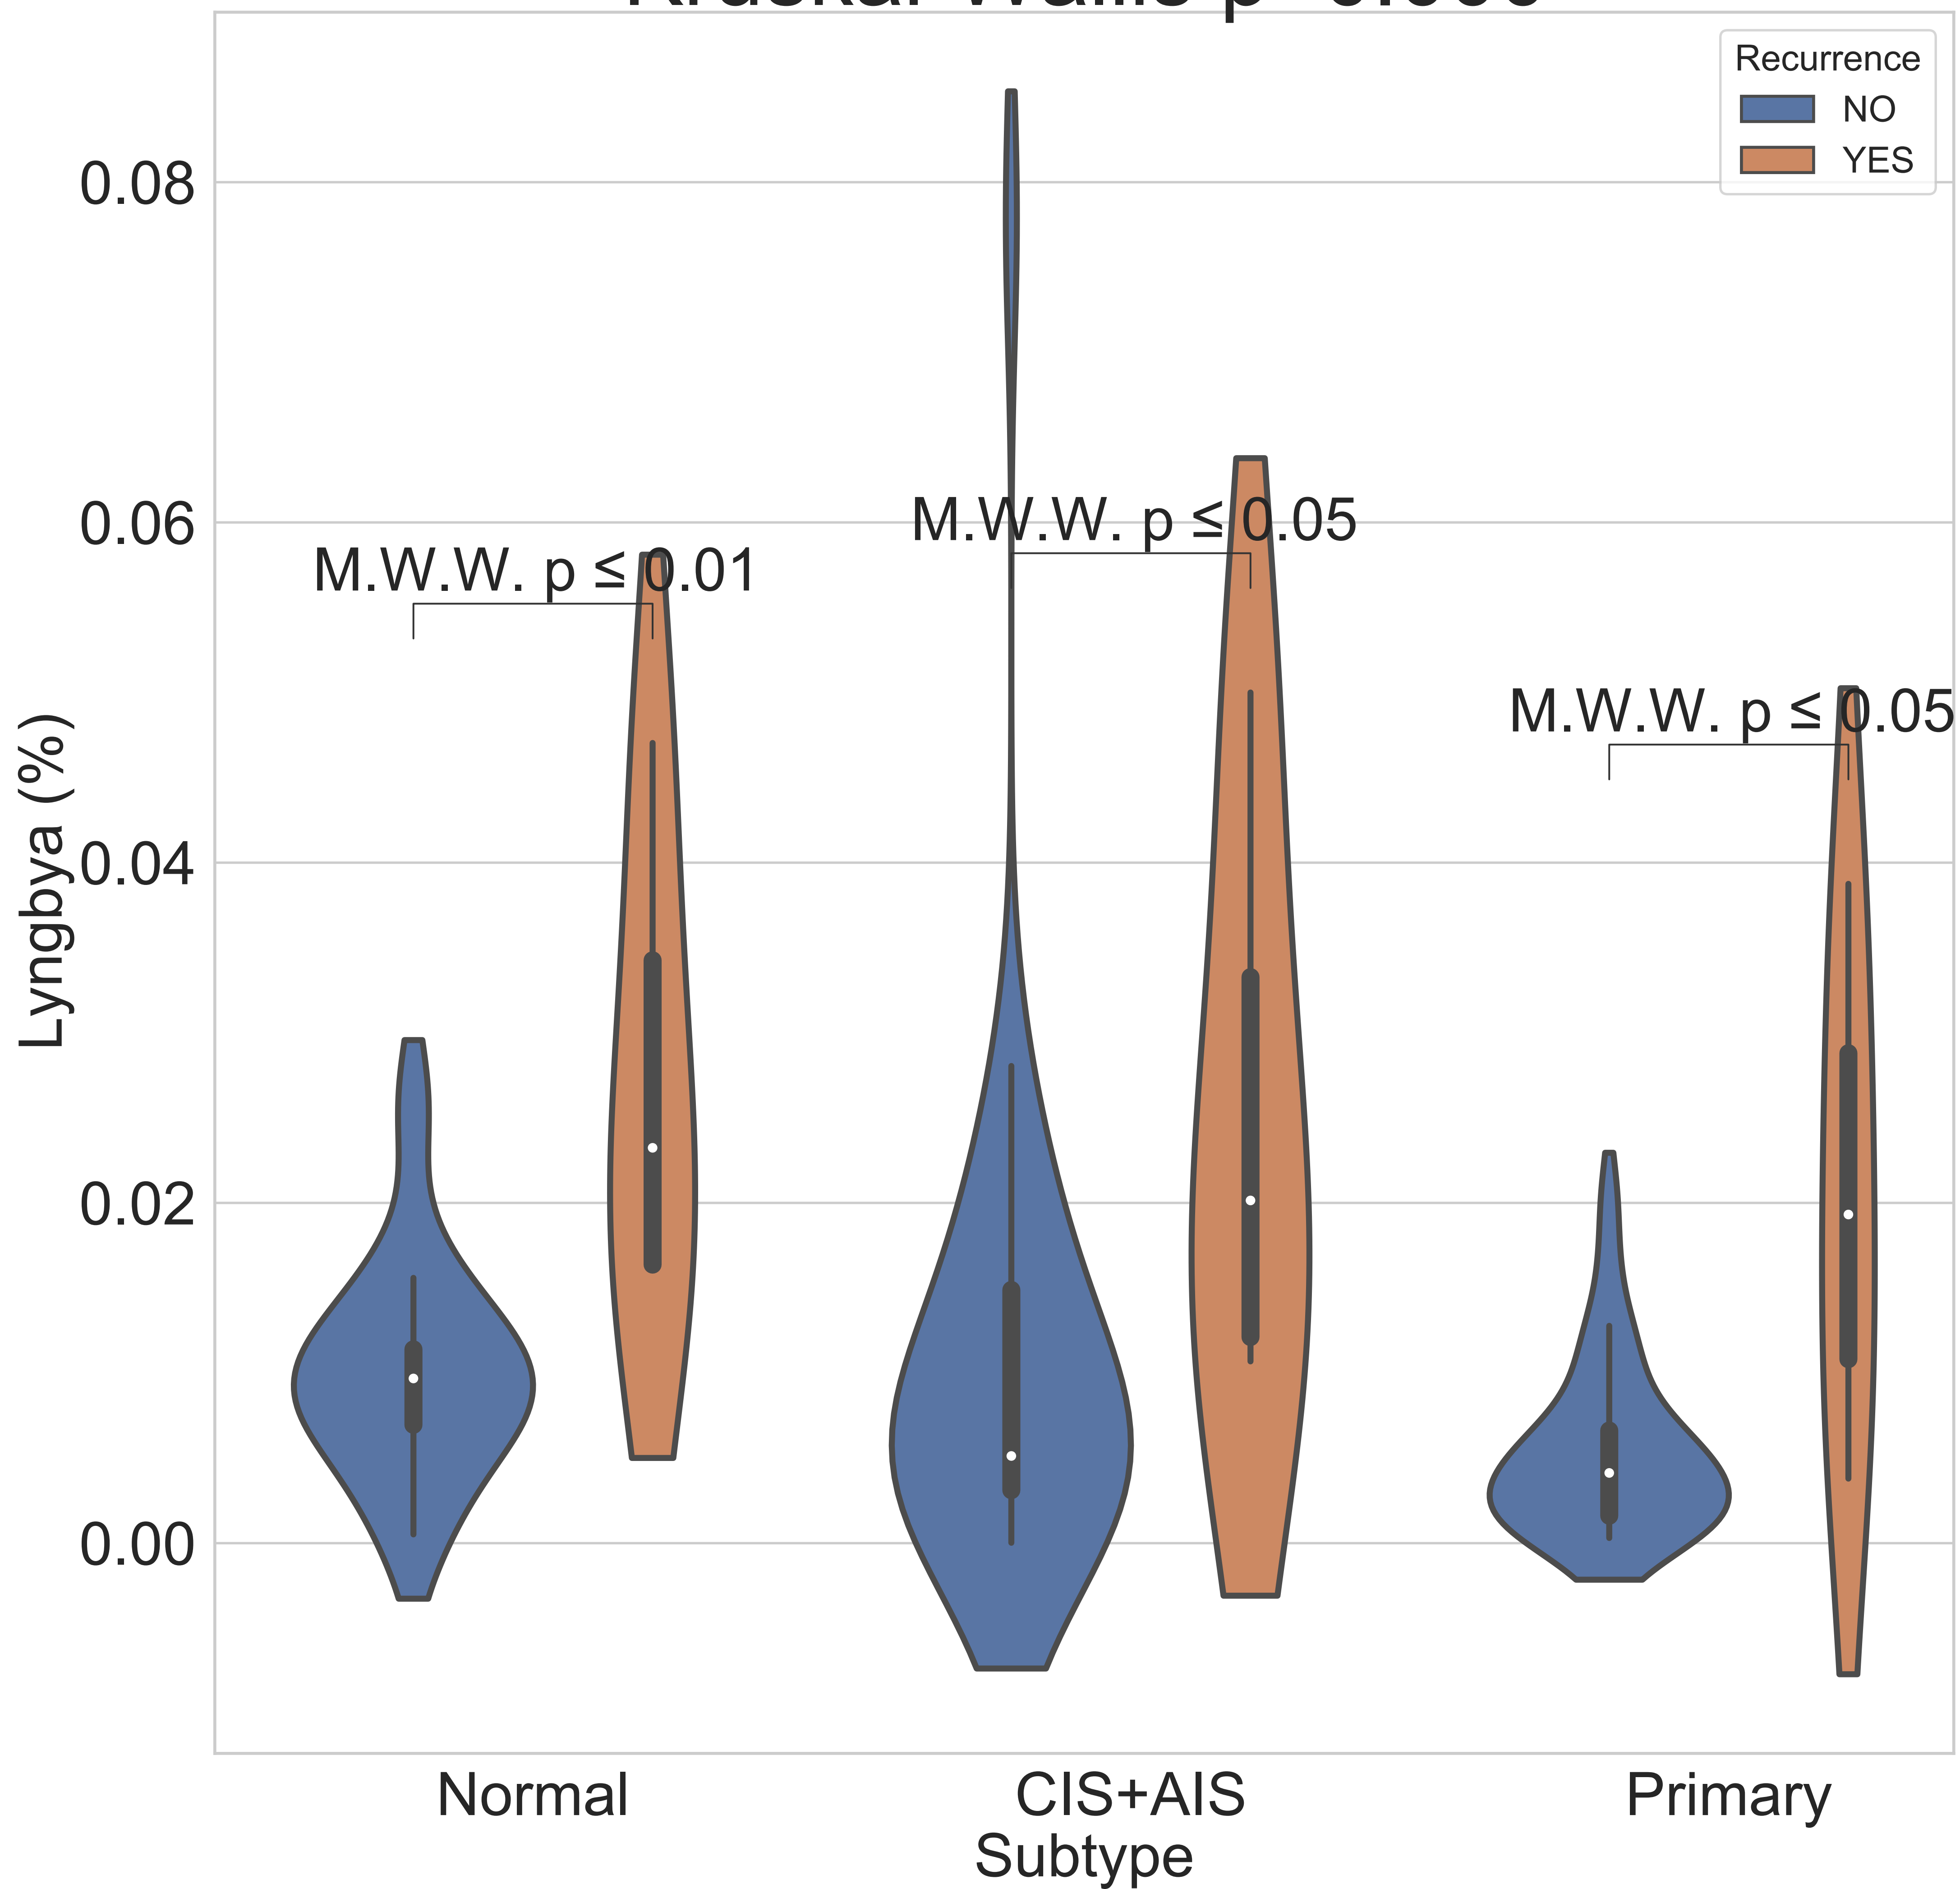 Recurrence
NO
YES
0.08
0.06
0.04
0.02
0.00
Lyngbya (%)
M.W.W. p ≤ 0.01
M.W.W. p ≤ 0.05
M.W.W. p ≤ 0.05
Normal
CIS+AIS
Primary
Subtype